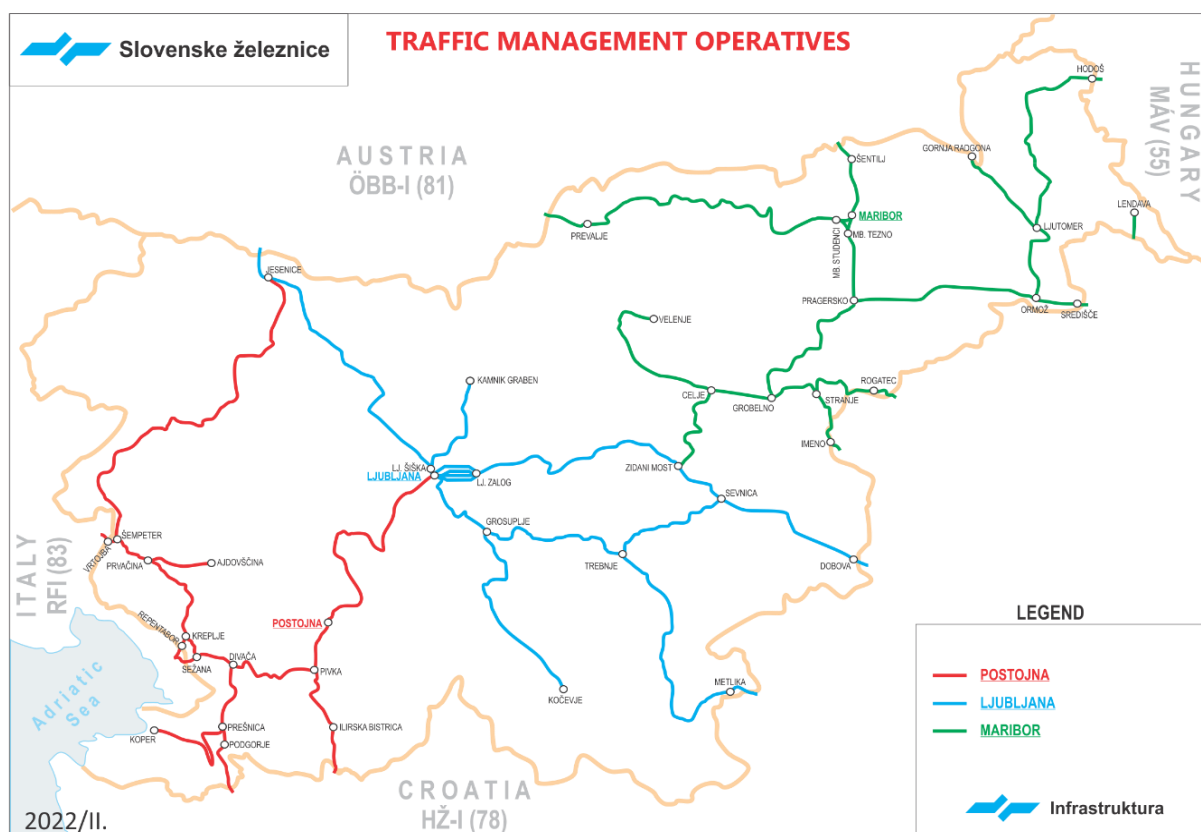 Slovenske železnice
TRAFFIC MANAGEMENT OPERATIVES
HODOŠ
HUNGARY
MÁV (55)
AUSTRIA
ÖBB-I (81)
ŠENTILJ
GORNJA RADGONA
LENDAVA
MARIBOR
PREVALJE
MB. TEZNO
MB. STUDENCI
LJUTOMER
JESENICE
PRAGERSKO
ORMOŽ
SREDIŠČE
VELENJE
KAMNIK GRABEN
CELJE
GROBELNO
ROGATEC
STRANJE
IMENO
LJ. ŠIŠKA
LJUBLJANA
LJ. ZALOG
ZIDANI MOST
SEVNICA
GROSUPLJE
TREBNJE
DOBOVA
ITALY
RFI (83)
ŠEMPETER
VRTOJBA
PRVAČINA
AJDOVŠČINA
POSTOJNA
REPENTABOR
KREPLJE
SEŽANA
DIVAČA
PIVKA
KOČEVJE
METLIKA
Adriatic
Sea
KOPER
PREŠNICA
PODGORJE
ILIRSKA BISTRICA
CROATIA
HŽ-I (78)
LEGEND
POSTOJNA
LJUBLJANA
MARIBOR
Infrastruktura
2022/II.